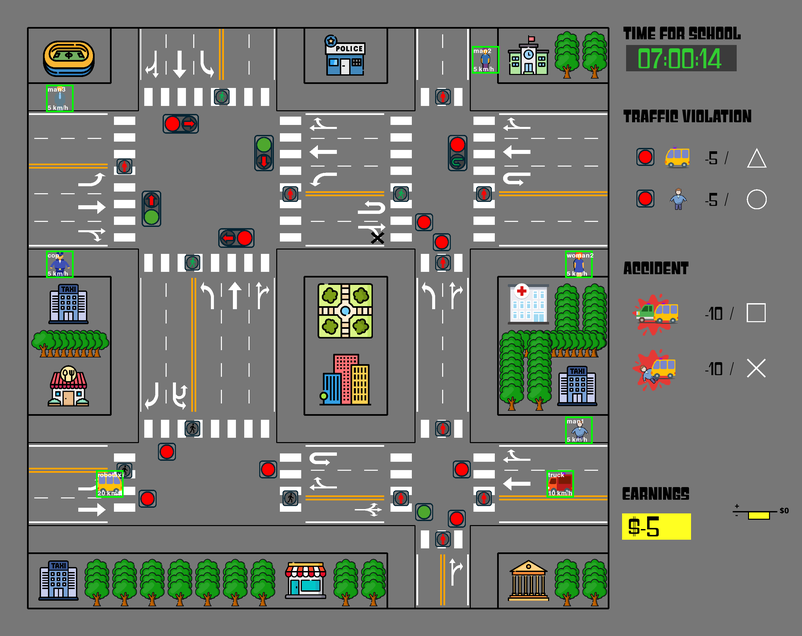 TIME FOR SCHOOL
07:00:14
TRAFFIC VIOLATION
-5 /
-5 /
ACCIDENT
-10 /
-10 /
EARNINGS
$-5
+
-
$0
POLICE
man2
5 km/h
man0
5 km/h
cop
5 km/h
woman2
5 km/h
TAXI
TAXI
man1
5 km/h
robotaxi
20 km/h
truck
10 km/h